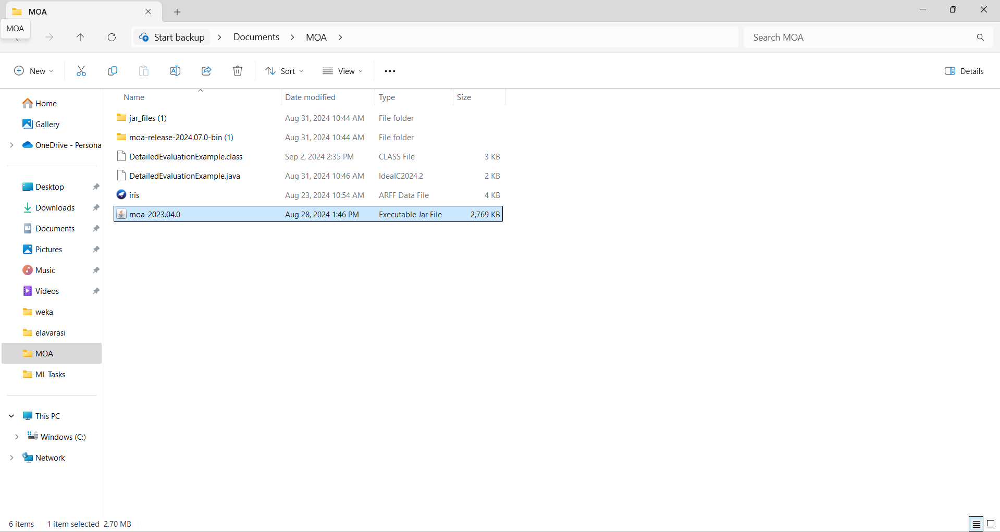 MOA
MOA
Start backup > Documents > MOA >
Search MOA
New
Sort
View
Details
Name Date modified Type Size
Home
Gallery
OneDrive - Persona
Desktop
Downloads
Documents
Pictures
Music
Videos
weka
elavarasi
MOA
ML Tasks
This PC
Windows (C:)
Network
jar_files (1) Aug 31, 2024 10:44 AM File folder
moa-release-2024.07.0-bin (1) Aug 31, 2024 10:44 AM File folder
DetailedEvaluationExample.class Sep 2, 2024 2:35 PM CLASS File 3 KB
DetailedEvaluationExample.java Aug 31, 2024 10:46 AM IdealC2024.2 2 KB
iris Aug 23, 2024 10:54 AM ARFF Data File 4 KB
moa-2023.04.0 Aug 28, 2024 1:46 PM Executable Jar File 2,769 KB
6 items 1 item selected 2.70 MB